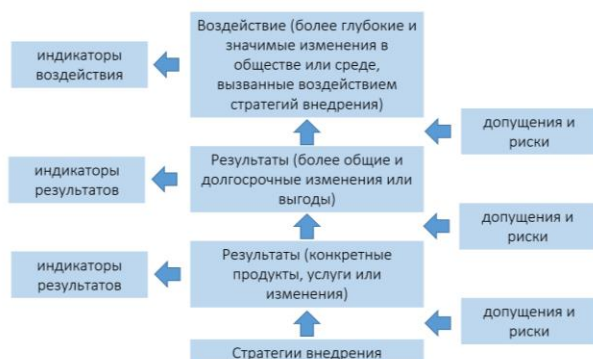 Воздействие (более глубокие и
значимые изменения в
обществе или среде,
вызванные воздействием
стратегий внедрения)
индикаторы
воздействия
допущения и
риски
Результаты (более общие и
долгосрочные изменения или
выгоды)
индикаторы
результатов
допущения и
риски
Результаты (конкретные
продукты, услуги или
изменения)
индикаторы
результатов
допущения и
риски
Стратегии внедрения